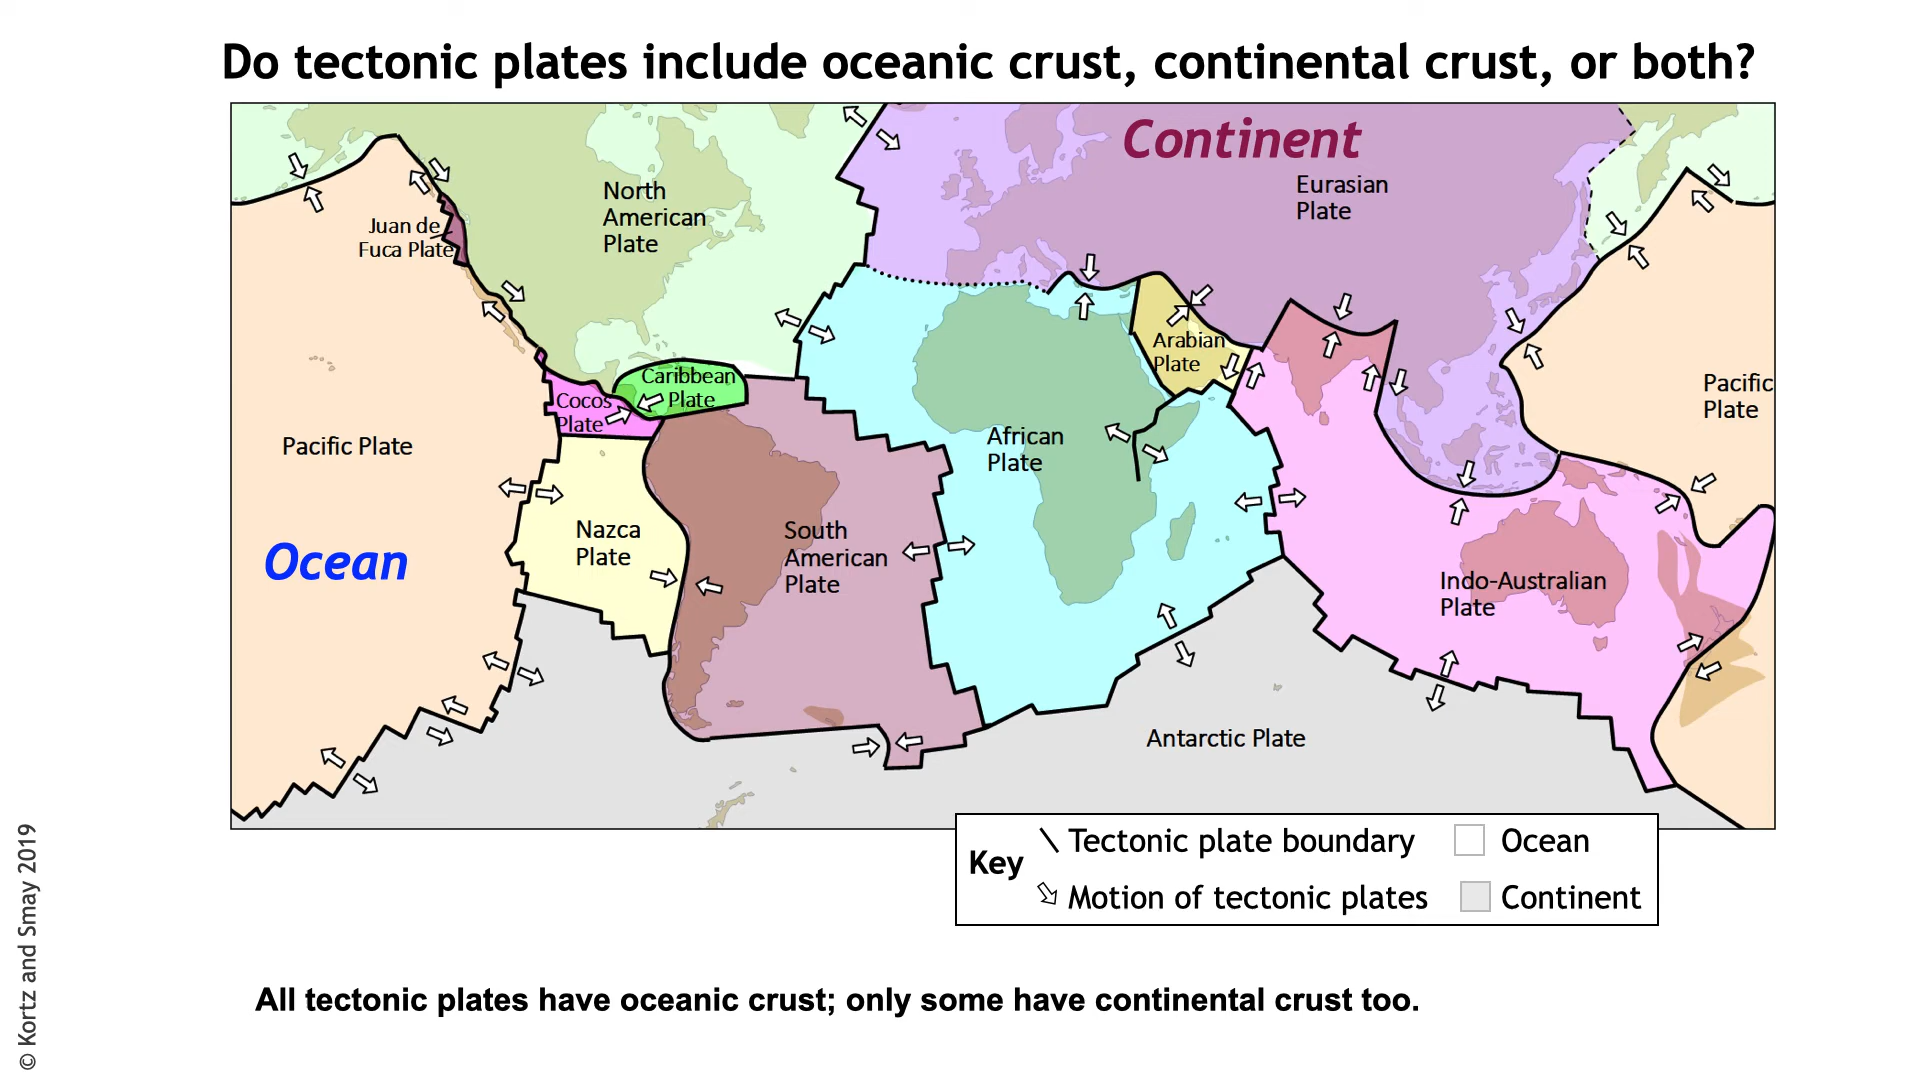 Do tectonic plates include oceanic crust, continental crust, or both?
Continent
North
American
Plate
Eurasian
Plate
Juan de
Fuca Plate
Arabian
Plate
Caribbean
Plate
Cocos
Plate
Pacific
Plate
Pacific Plate
African
Plate
Ocean
Nazca
Plate
South
American
Plate
Indo-Australian
Plate
Antarctic Plate
Key
Tectonic plate boundary
Ocean
Motion of tectonic plates
Continent
All tectonic plates have oceanic crust; only some have continental crust too.
© Kortz and Smay 2019